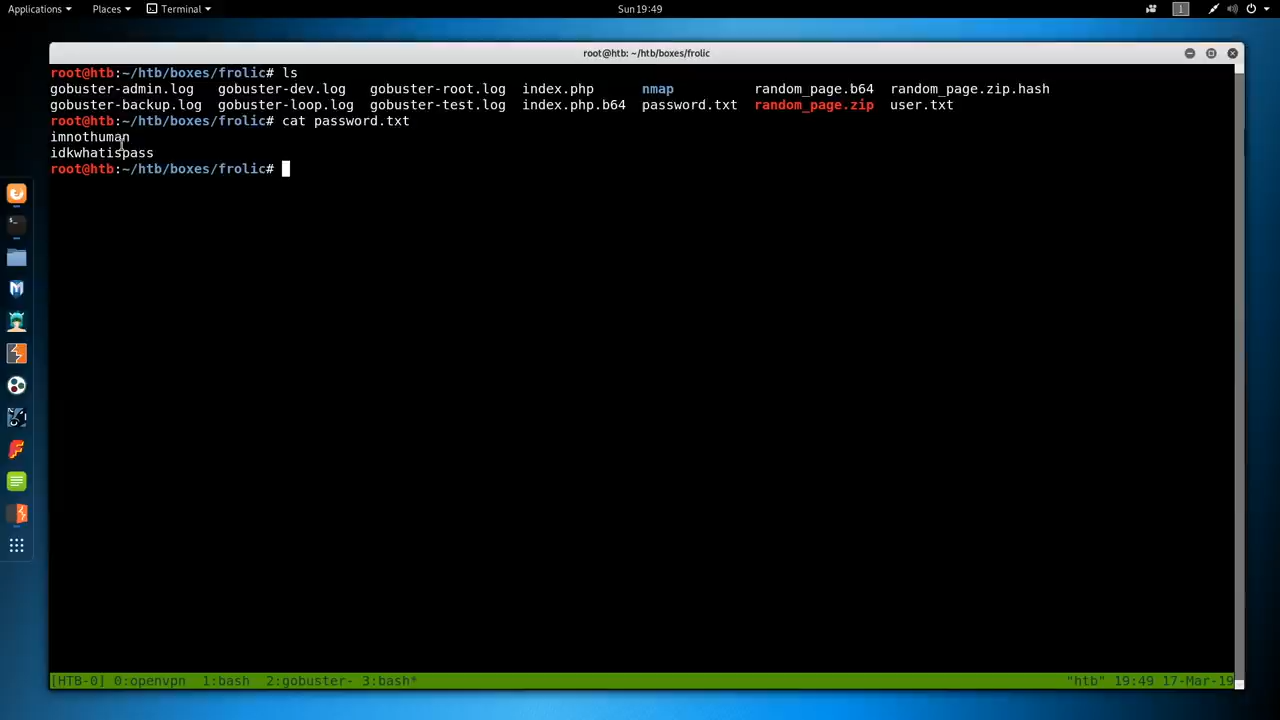 Applications Places Terminal Sun 19:49 1
root@htb: ~/htb/boxes/frolic
root@htb:~/htb/boxes/frolic# ls
gobuster-admin.log gobuster-dev.log gobuster-root.log index.php nmap random_page.b64 random_page.zip.hash
gobuster-backup.log gobuster-loop.log gobuster-test.log index.php.b64 password.txt random_page.zip user.txt
root@htb:~/htb/boxes/frolic# cat password.txt
imnothuman
idkwhatispass
root@htb:~/htb/boxes/frolic#
[HTB-0] 0:openvpn 1:bash 2:gobuster- 3:bash* "htb" 19:49 17-Mar-19